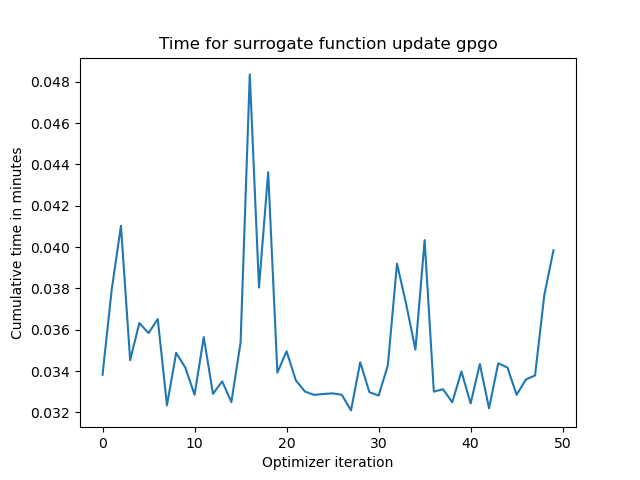 Time for surrogate function update gpgo
0.048
0.046
0.044
0.042
0.040
0.038
0.036
0.034
0.032
Cumulative time in minutes
0 10 20 30 40 50
Optimizer iteration